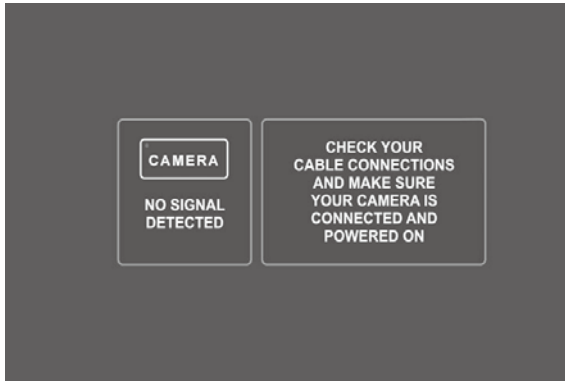 CAMERA
NO SIGNAL
DETECTED
CHECK YOUR
CABLE CONNECTIONS
AND MAKE SURE
YOUR CAMERA IS
CONNECTED AND
POWERED ON